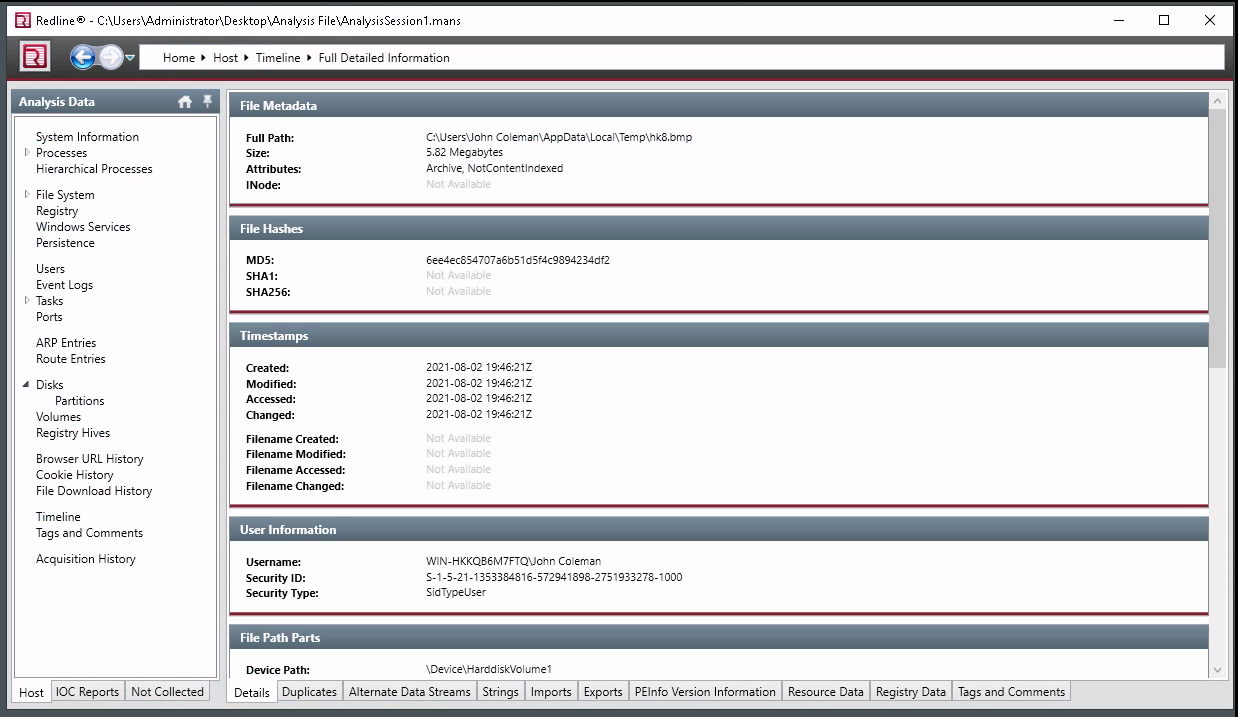 Redline® - C:\Users\Administrator\Desktop\Analysis File\AnalysisSession1.mans
Home Host Timeline Full Detailed Information
Analysis Data
System Information
Processes
Hierarchical Processes
File System
Registry
Windows Services
Persistence
Users
Event Logs
Tasks
Ports
ARP Entries
Route Entries
Disks
Partitions
Volumes
Registry Hives
Browser URL History
Cookie History
File Download History
Timeline
Tags and Comments
Acquisition History
Host IOC Reports Not Collected
File Metadata
Full Path: C:\Users\John Coleman\AppData\Local\Temp\hk8.bmp
Size: 5.82 Megabytes
Attributes: Archive, NotContentIndexed
INode: Not Available
File Hashes
MD5: 6ee4ec854707a6b51d5f4c9894234df2
SHA1: Not Available
SHA256: Not Available
Timestamps
Created: 2021-08-02 19:46:21Z
Modified: 2021-08-02 19:46:21Z
Accessed: 2021-08-02 19:46:21Z
Changed: 2021-08-02 19:46:21Z
Filename Created: Not Available
Filename Modified: Not Available
Filename Accessed: Not Available
Filename Changed: Not Available
User Information
Username: WIN-HKKQB6M7FTQ\John Coleman
Security ID: S-1-5-21-1353384816-572941898-2751933278-1000
Security Type: SidTypeUser
File Path Parts
Device Path: \Device\HarddiskVolume1
Details Duplicates Alternate Data Streams Strings Imports Exports PEInfo Version Information Resource Data Registry Data Tags and Comments